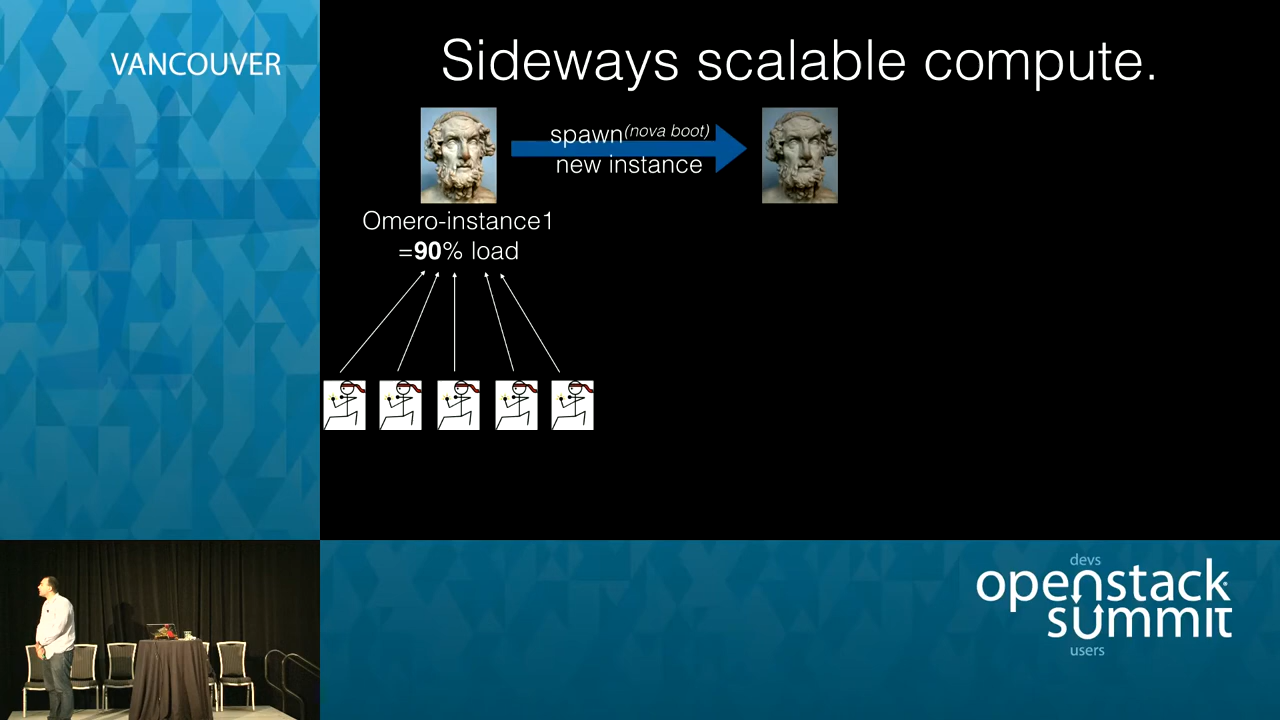 VANCOUVER
Sideways scalable compute.
spawn(nova boot)
new instance
Omero-instance1
=90% load
devs
openstack
summit
users